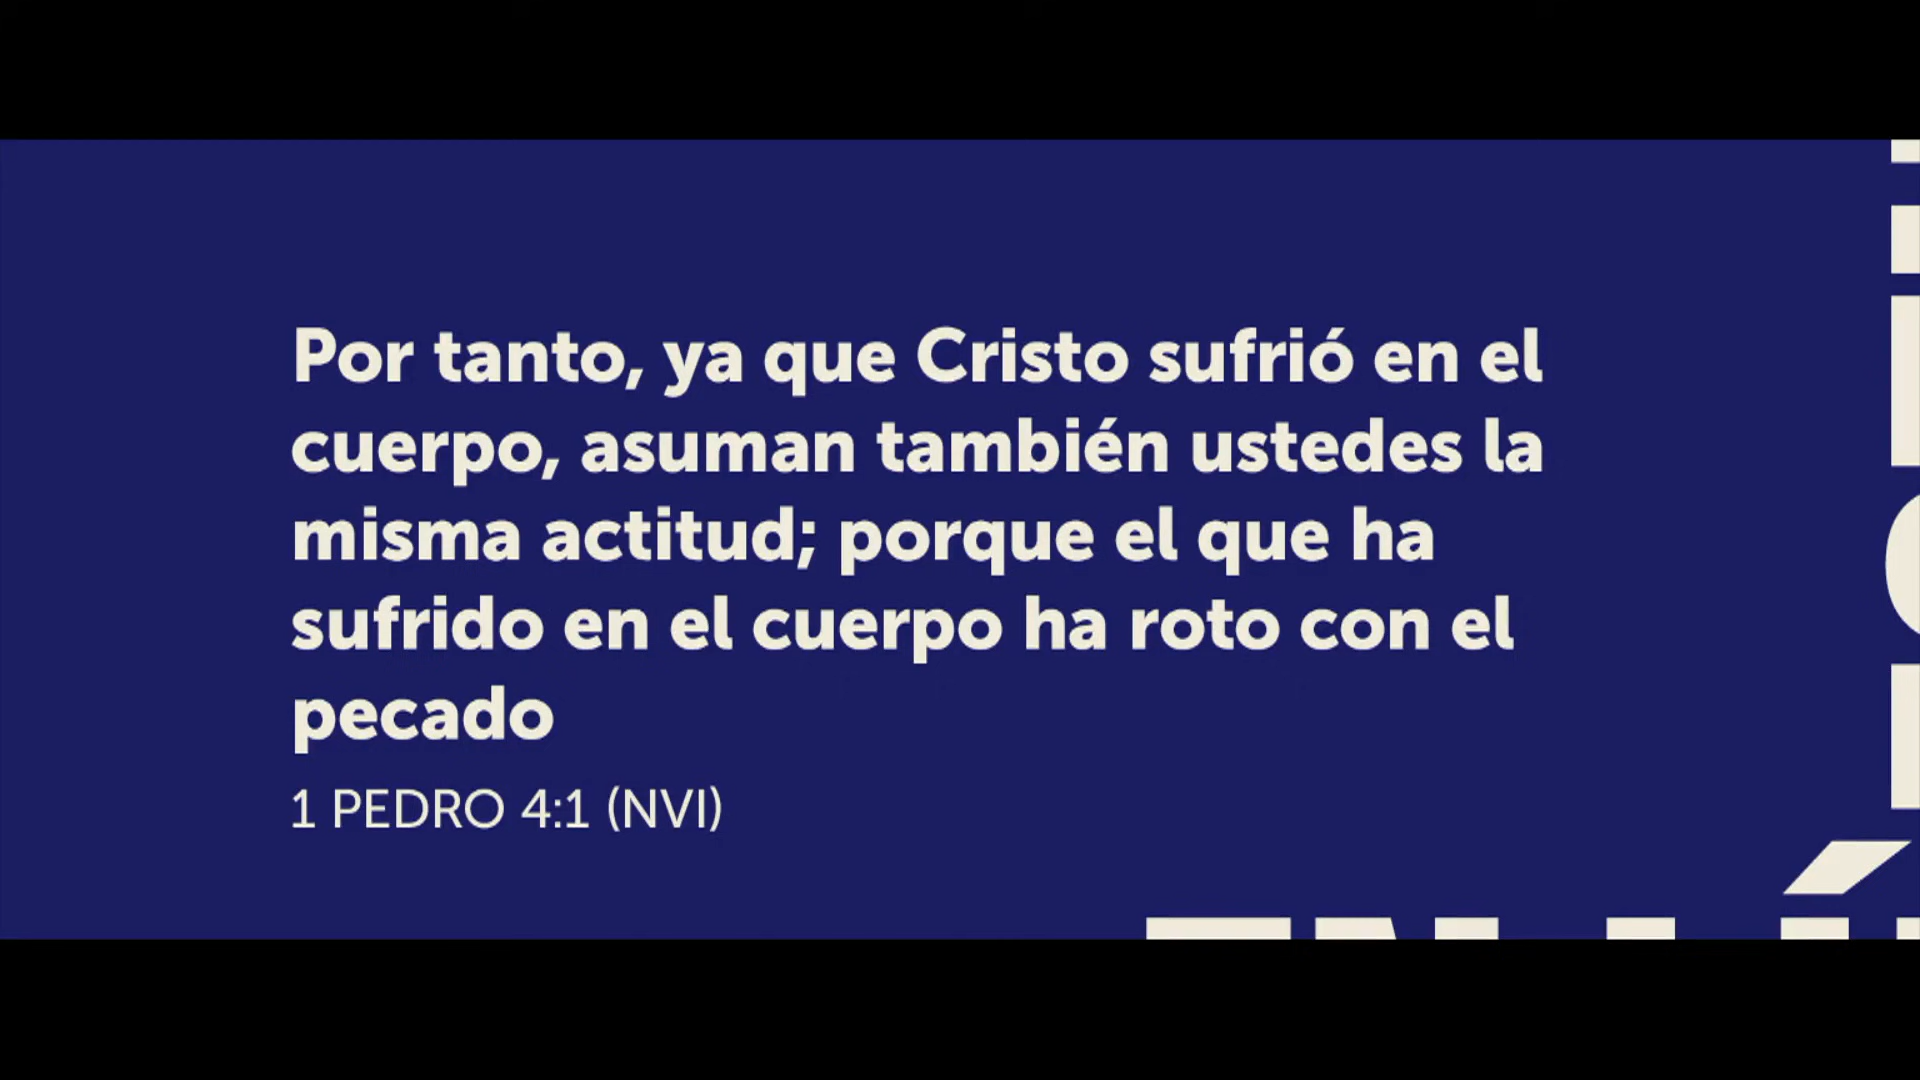 Por tanto, ya que Cristo sufrió en el
cuerpo, asuman también ustedes la
misma actitud; porque el que ha
sufrido en el cuerpo ha roto con el
pecado
1 PEDRO 4:1 (NVI)